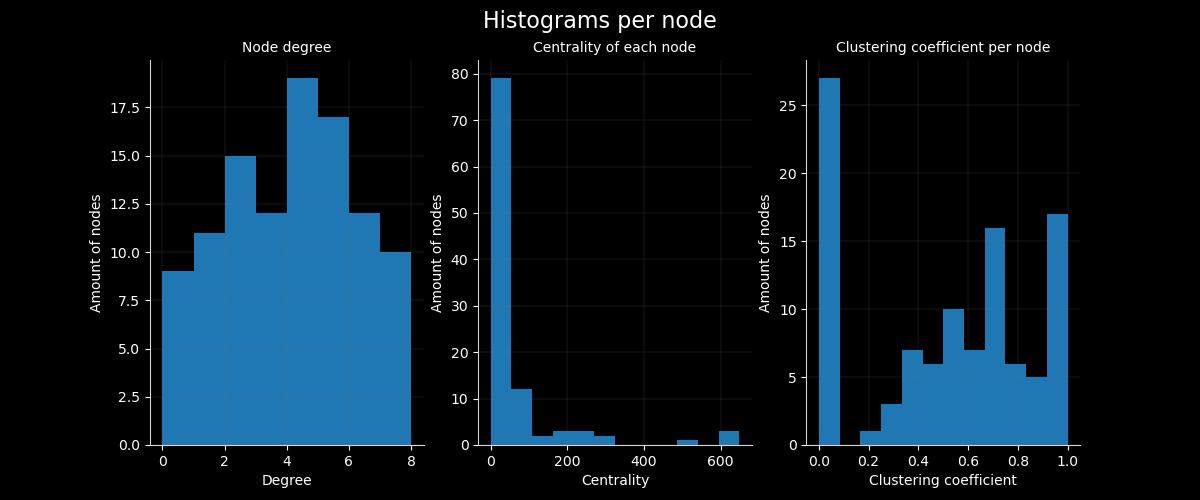 Histograms per node
Node degree
17.5
15.0
12.5
10.0
7.5
5.0
2.5
0.0
Amount of nodes
0 2 4 6 8
Degree
Centrality of each node
80
70
60
50
40
30
20
10
0
Amount of nodes
0 200 400 600
Centrality
Clustering coefficient per node
25
20
15
10
5
0
Amount of nodes
0.0 0.2 0.4 0.6 0.8 1.0
Clustering coefficient